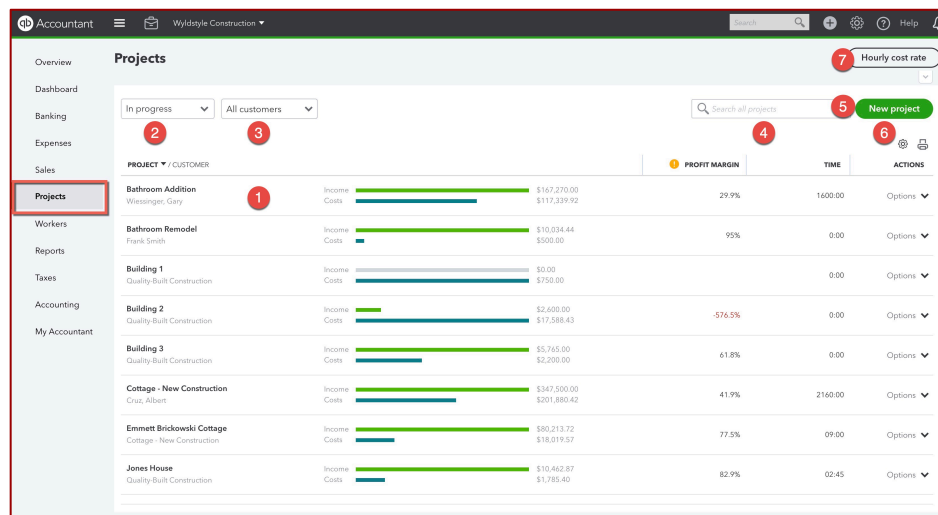 qb Accountant Wyldstyle Construction Search Help
Overview
Dashboard
Banking
Expenses
Sales
Projects
Workers
Reports
Taxes
Accounting
My Accountant
Projects
7 Hourly cost rate
In progress All customers Search all projects 5 New project
2 3 4 6
PROJECT / CUSTOMER ! PROFIT MARGIN TIME ACTIONS
Bathroom Addition Income $167,270.00
Wiessinger, Gary 1 Costs $117,339.92 29.9% 1600:00 Options
Bathroom Remodel Income $10,034.44
Frank Smith Costs $500.00 95% 0:00 Options
Building 1 Income $0.00
Quality-Built Construction Costs $750.00 0:00 Options
Building 2 Income $2,600.00
Quality-Built Construction Costs $17,588.43 -576.5% 0:00 Options
Building 3 Income $5,765.00
Quality-Built Construction Costs $2,200.00 61.8% 0:00 Options
Cottage - New Construction Income $347,500.00
Cruz, Albert Costs $201,880.42 41.9% 2160:00 Options
Emmett Brickowski Cottage Income $80,213.72
Cottage - New Construction Costs $18,019.57 77.5% 09:00 Options
Jones House Income $10,462.87
Quality-Built Construction Costs $1,785.40 82.9% 02:45 Options